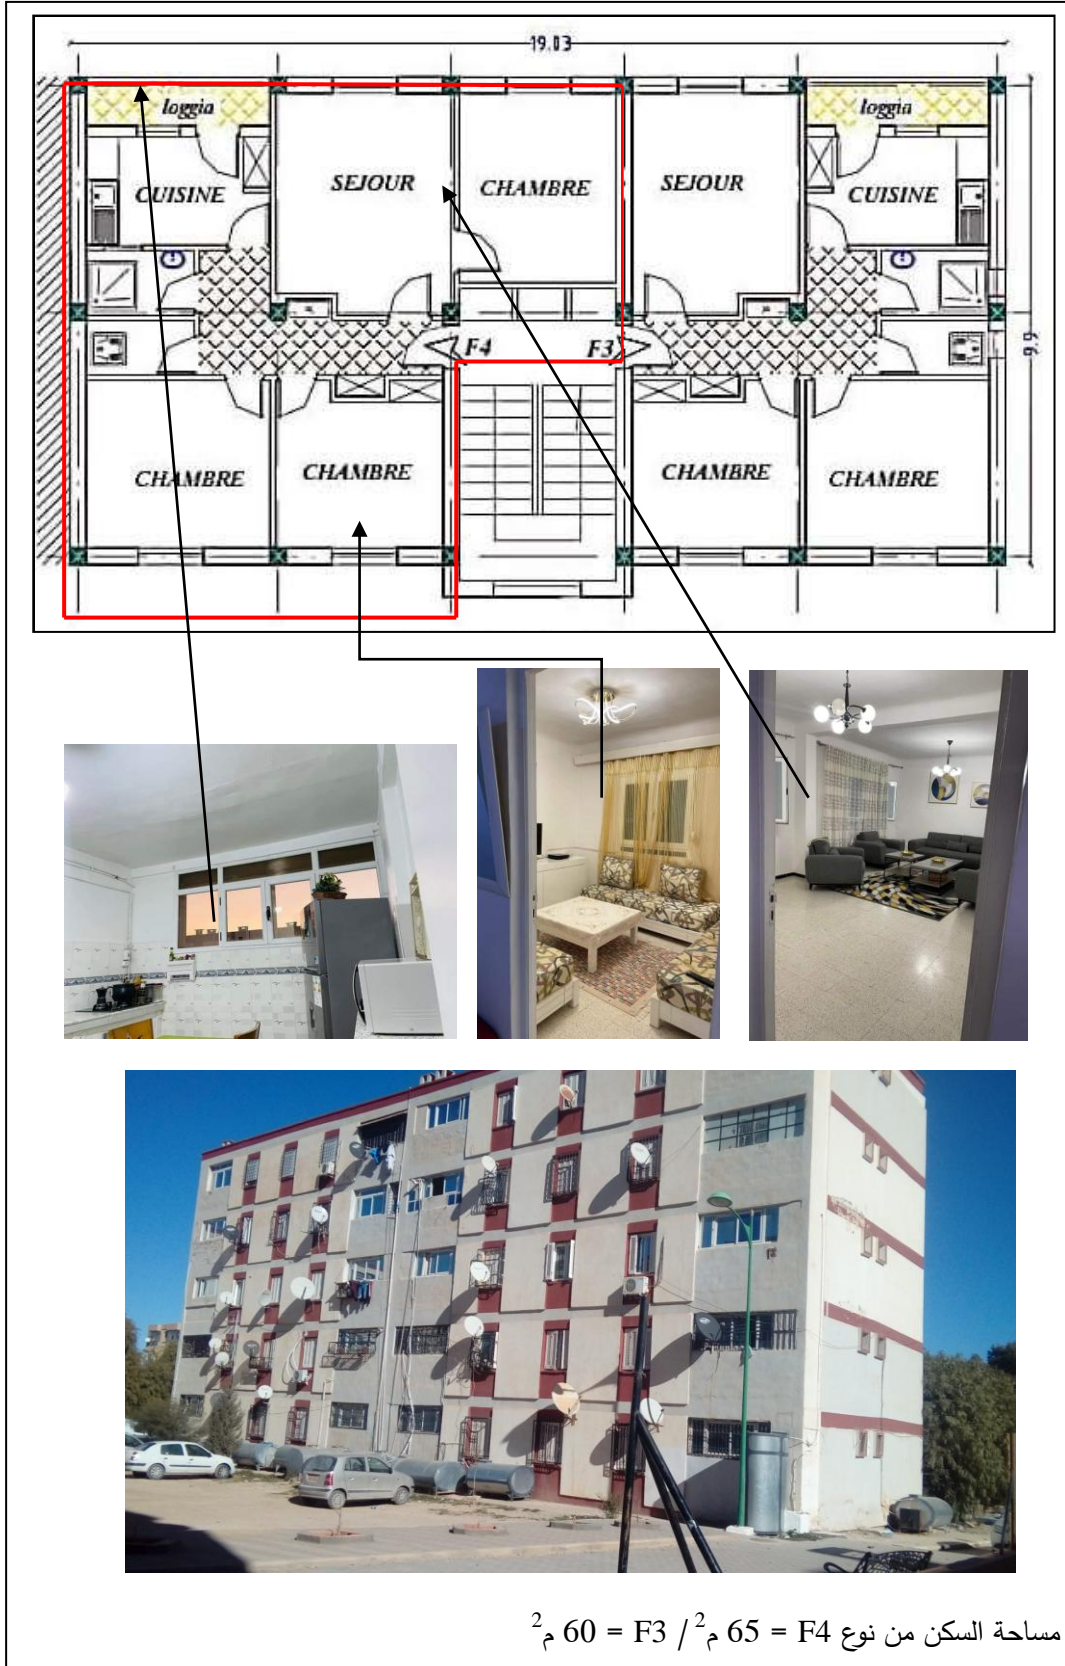 19.03
loggia
loggia
SEJOUR
CHAMBRE
SEJOUR
CUISINE
CUISINE
F4
F3
9.9
CHAMBRE
CHAMBRE
CHAMBRE
CHAMBRE
مساحة السكن من نوع F4 = 65 م2 / F3 = 60 م2